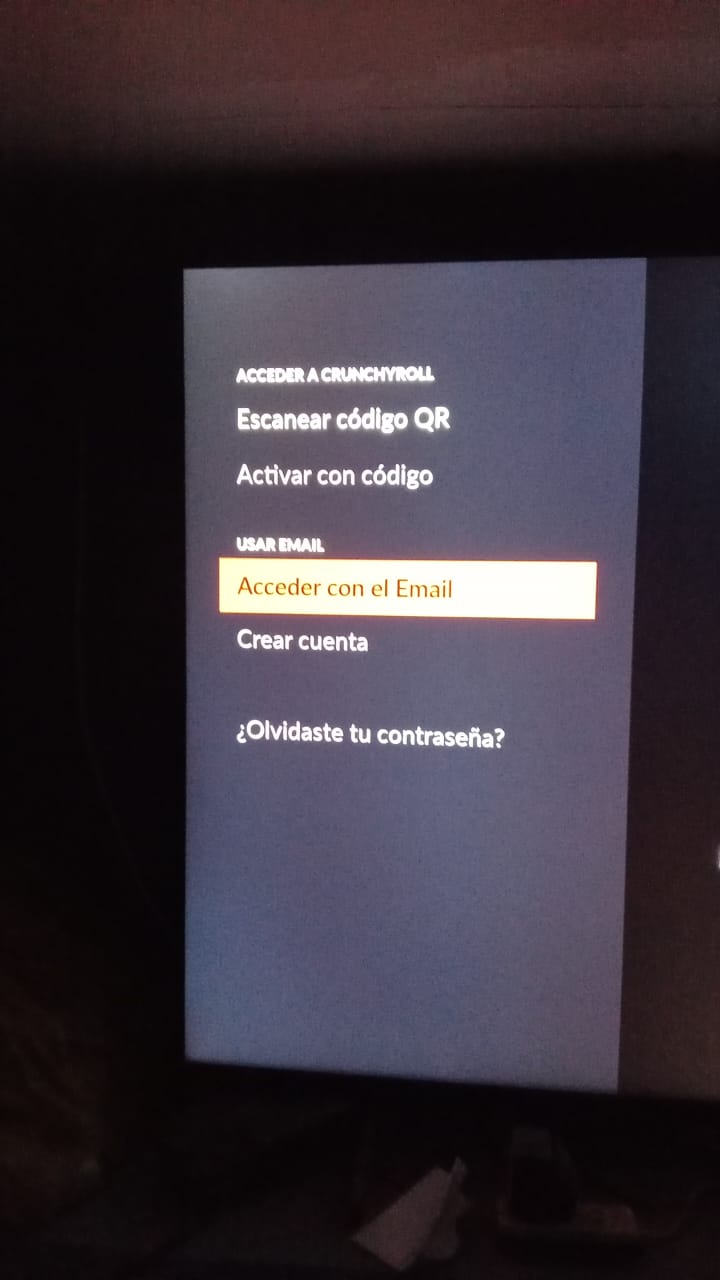 ACCEDER A CRUNCHYROLL
Escanear código QR
Activar con código
USAR EMAIL
Acceder con el Email
Crear cuenta
¿Olvidaste tu contraseña?